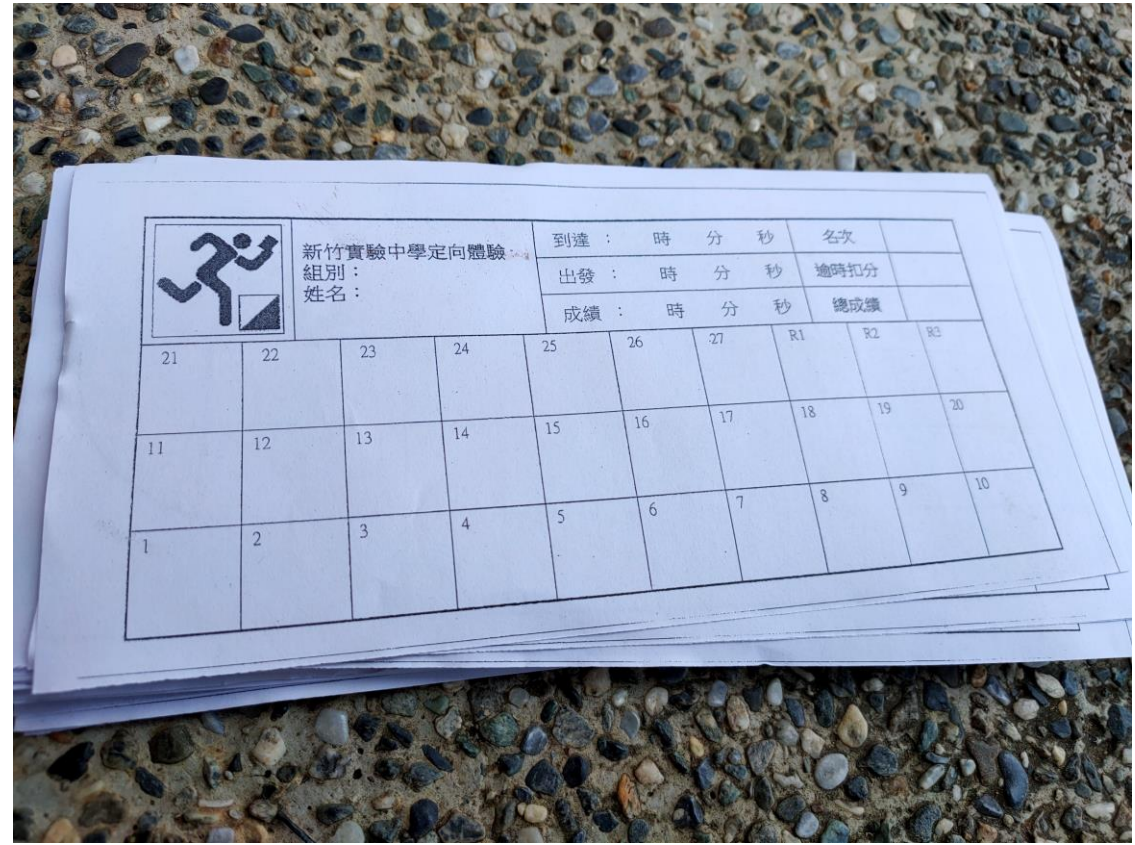 新竹實驗中學定向體驗
組別：
姓名：
到達： 時 分 秒 名次
出發： 時 分 秒 逾時扣分
成績： 時 分 秒 總成績
21 22 23 24 25 26 27 R1 R2 R3
11 12 13 14 15 16 17 18 19 20
1 2 3 4 5 6 7 8 9 10